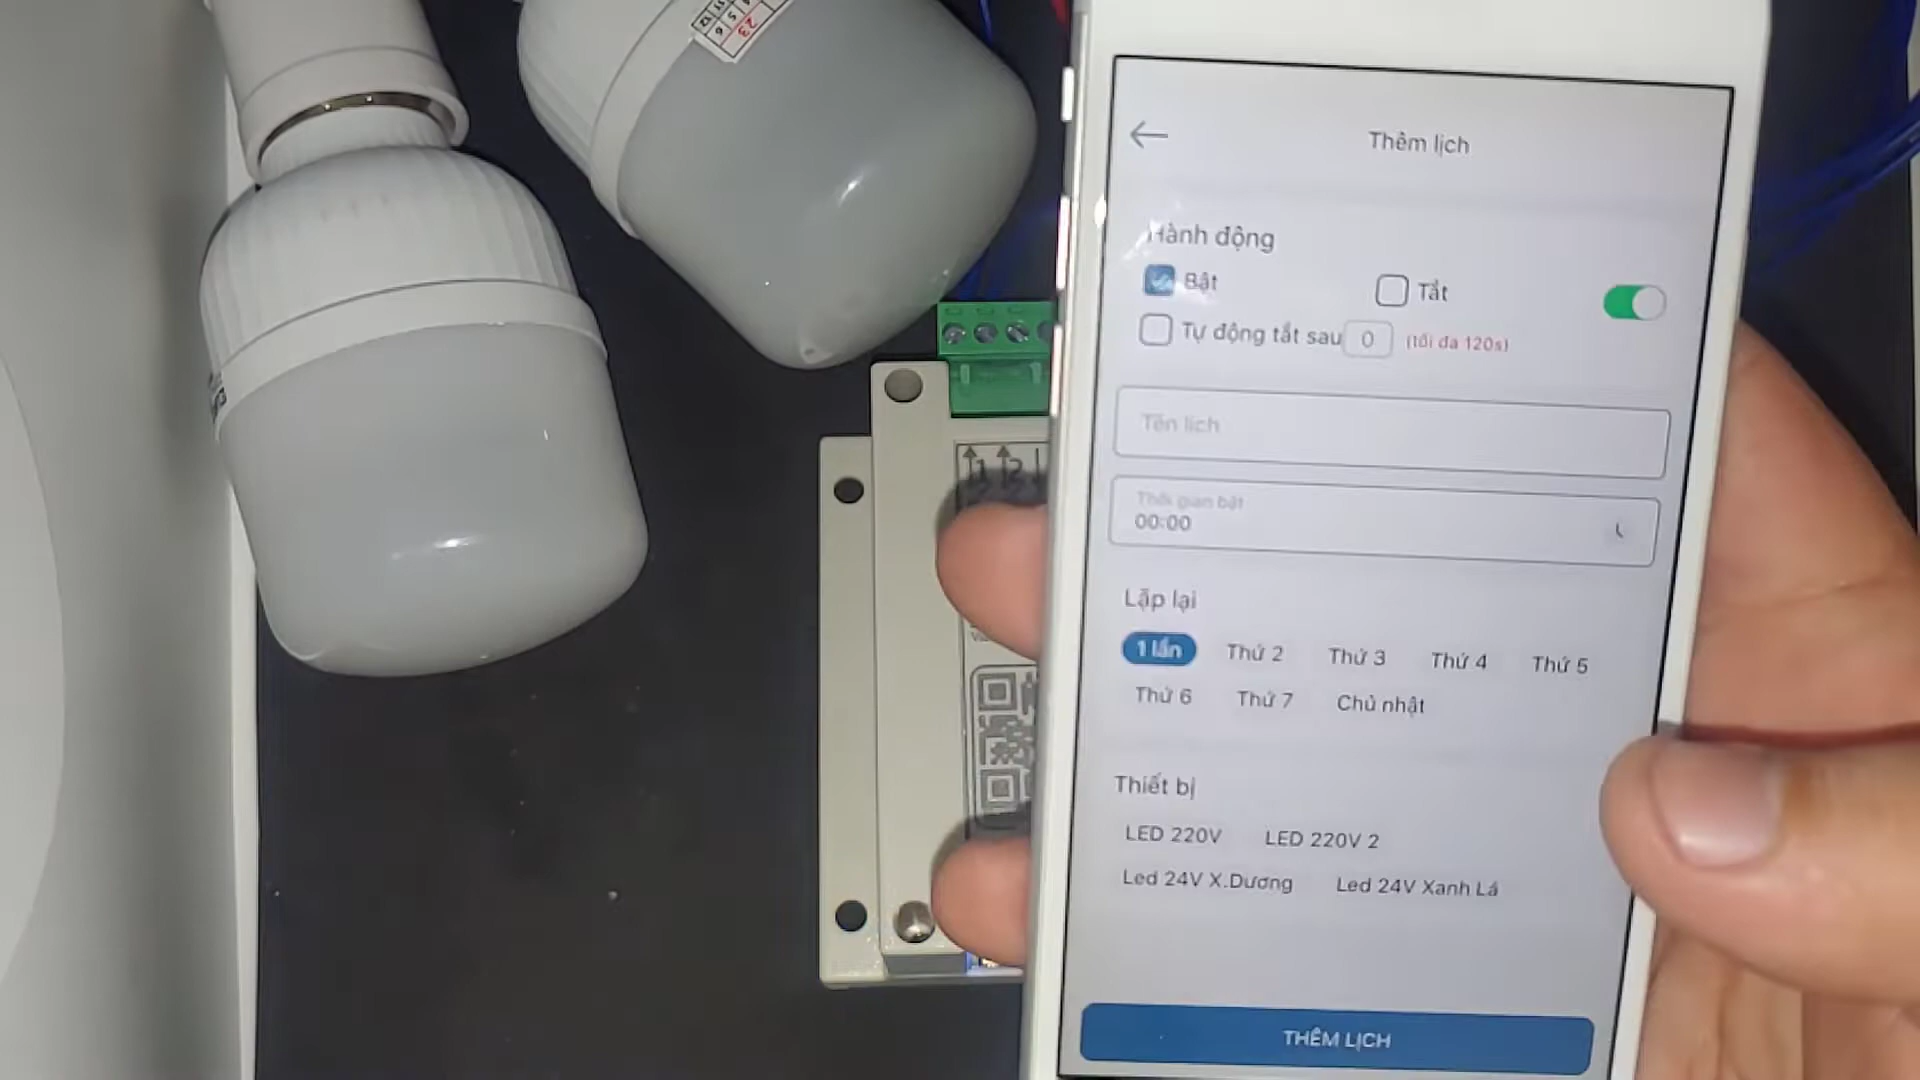 Thêm lịch
Hành động
Bật
Tắt
Tự động tắt sau 0 (tối đa 120s)
Tên lịch
Thời gian bật
00:00
Lặp lại
1 lần Thứ 2 Thứ 3 Thứ 4 Thứ 5
Thứ 6 Thứ 7 Chủ nhật
Thiết bị
LED 220V LED 220V 2
Led 24V X.Dương Led 24V Xanh Lá
THÊM LỊCH
1 2